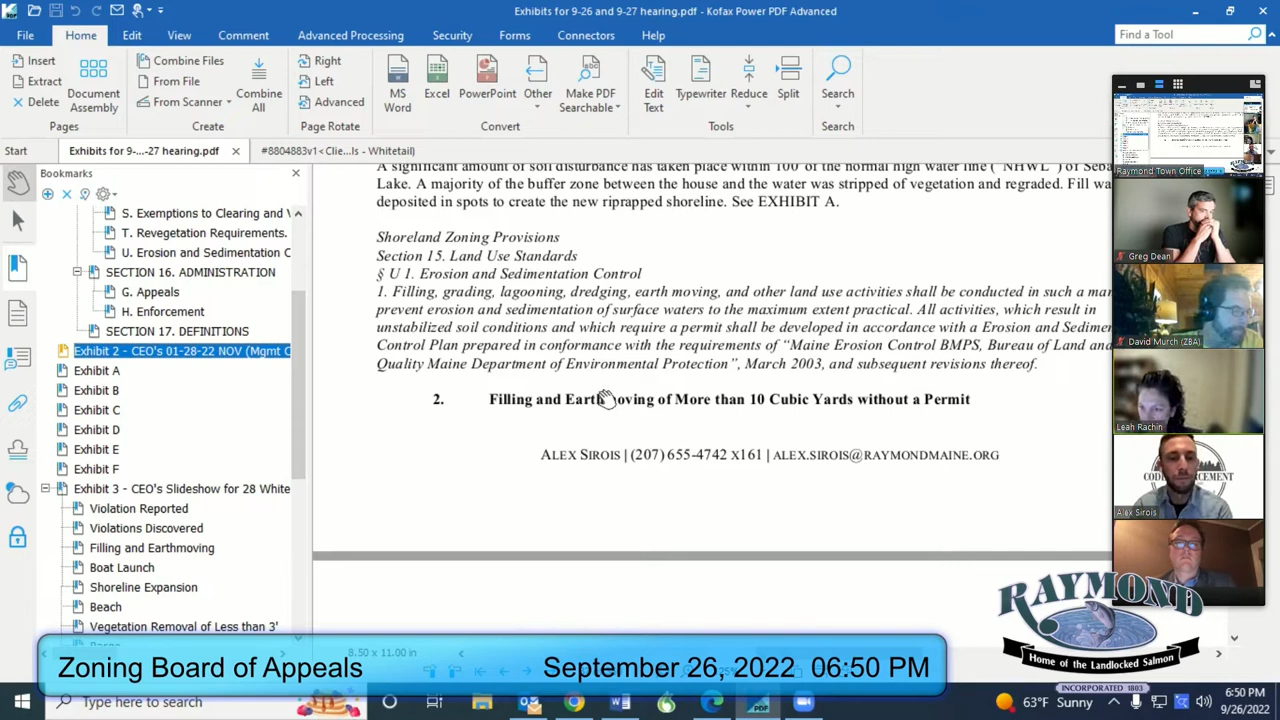 Exhibits for 9-26 and 9-27 hearing.pdf - Kofax Power PDF Advanced
File Home Edit View Comment Advanced Processing Security Forms Connectors Help
Find a Tool
Insert
Extract
Delete
Pages
Document Assembly
Combine Files
From File
From Scanner
Combine All
Create
Right
Left
Advanced
Page Rotate
MS Word
Excel
PowerPoint
Other
Make PDF Searchable
Convert
Edit Text
Typewriter
Reduce
Split
Tools
Search
Search
Start
Exhibits for 9-...-27 hearing.pdf
#8804883v1<Clie...ls - Whitetail
Bookmarks
S. Exemptions to Clearing and V
T. Revegetation Requirements.
U. Erosion and Sedimentation C
SECTION 16. ADMINISTRATION
G. Appeals
H. Enforcement
SECTION 17. DEFINITIONS
Exhibit 2 - CEO's 01-28-22 NOV (Mgmt C
Exhibit A
Exhibit B
Exhibit C
Exhibit D
Exhibit E
Exhibit F
Exhibit 3 - CEO's Slideshow for 28 White
Violation Reported
Violations Discovered
Filling and Earthmoving
Boat Launch
Shoreline Expansion
Beach
Vegetation Removal of Less than 3'
A significant amount of soil disturbance has taken place within 100' of the normal high water line ("NHWL") of Seba
Lake. A majority of the buffer zone between the house and the water was stripped of vegetation and regraded. Fill wa
deposited in spots to create the new riprapped shoreline. See EXHIBIT A.
Shoreland Zoning Provisions
Section 15. Land Use Standards
§ U 1. Erosion and Sedimentation Control
1. Filling, grading, lagooning, dredging, earth moving, and other land use activities shall be conducted in such a man
prevent erosion and sedimentation of surface waters to the maximum extent practical. All activities, which result in
unstabilized soil conditions and which require a permit shall be developed in accordance with a Erosion and Sedimen
Control Plan prepared in conformance with the requirements of "Maine Erosion Control BMPS, Bureau of Land and
Quality Maine Department of Environmental Protection", March 2003, and subsequent revisions thereof.
2. Filling and Earthmoving of More than 10 Cubic Yards without a Permit
ALEX SIROIS | (207) 655-4742 X161 | ALEX.SIROIS@RAYMONDMAINE.ORG
8.50 x 11.00 in
Raymond Town Office
Greg Dean
David Murch (ZBA)
Leah Rachin
Alex Sirois
RAYMOND
Home of the Landlocked Salmon
INCORPORATED 1803
Zoning Board of Appeals September 26, 2022 06:50 PM
Type here to search
63°F Sunny
6:50 PM
9/26/2022